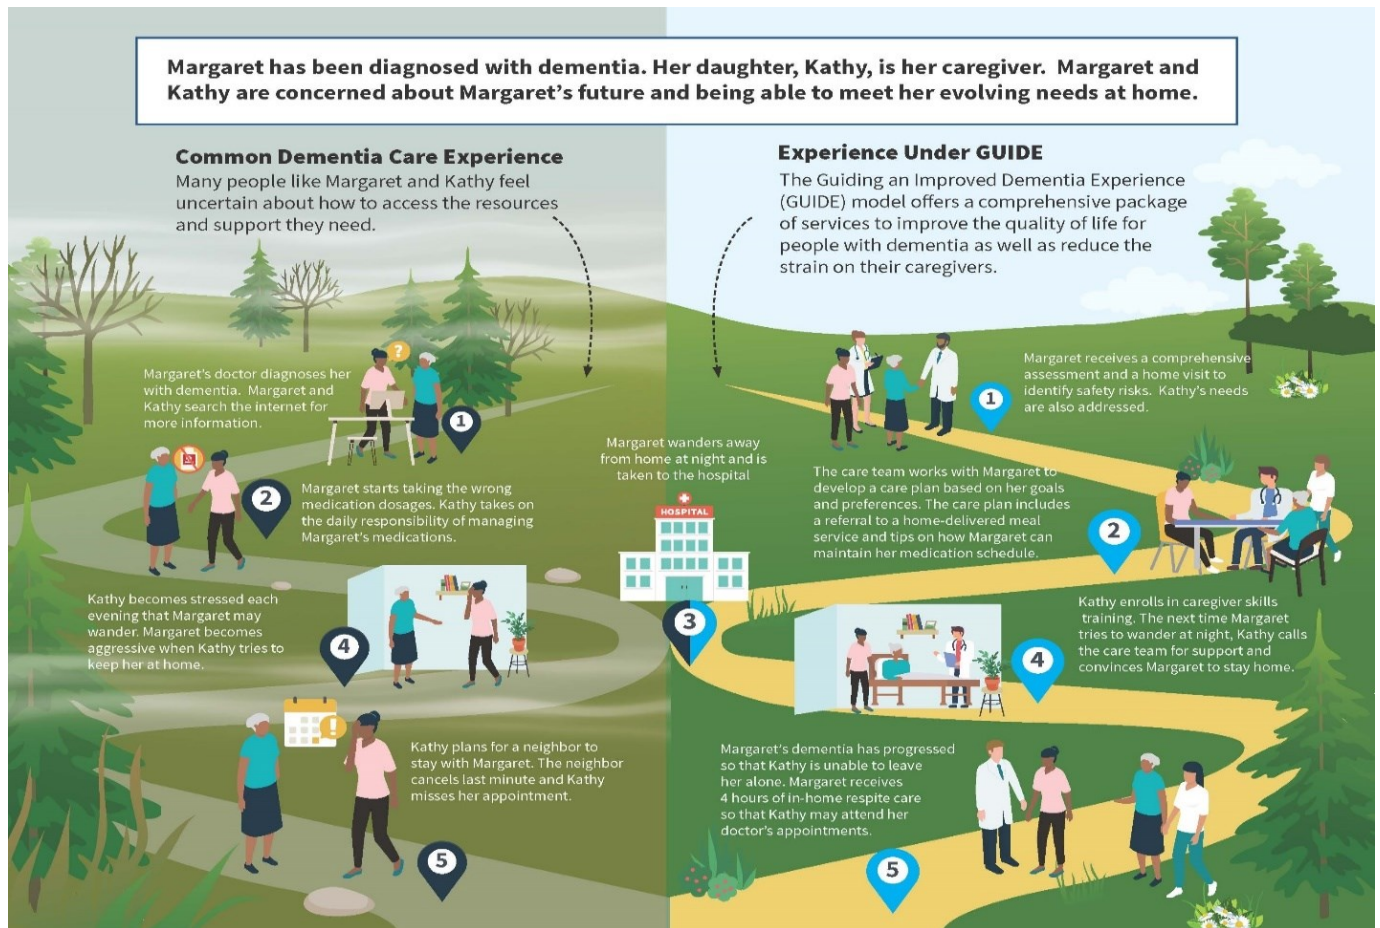 Margaret has been diagnosed with dementia. Her daughter, Kathy, is her caregiver. Margaret and
Kathy are concerned about Margaret's future and being able to meet her evolving needs at home.
Common Dementia Care Experience
Many people like Margaret and Kathy feel
uncertain about how to access the resources
and support they need.
Margaret's doctor diagnoses her
with dementia. Margaret and
Kathy search the internet for
more information.
?
1
2
Margaret starts taking the wrong
medication dosages. Kathy takes on
the daily responsibility of managing
Margaret's medications.
Margaret wanders away
from home at night and is
taken to the hospital
HOSPITAL
3
Kathy becomes stressed each
evening that Margaret may
wander. Margaret becomes
aggressive when Kathy tries to
keep her at home.
4
!
Kathy plans for a neighbor to
stay with Margaret. The neighbor
cancels last minute and Kathy
misses her appointment.
5
Experience Under GUIDE
The Guiding an Improved Dementia Experience
(GUIDE) model offers a comprehensive package
of services to improve the quality of life for
people with dementia as well as reduce the
strain on their caregivers.
1
Margaret receives a comprehensive
assessment and a home visit to
identify safety risks. Kathy's needs
are also addressed.
The care team works with Margaret to
develop a care plan based on her goals
and preferences. The care plan includes
a referral to a home-delivered meal
service and tips on how Margaret can
maintain her medication schedule.
2
4
Kathy enrolls in caregiver skills
training. The next time Margaret
tries to wander at night, Kathy calls
the care team for support and
convinces Margaret to stay home.
Margaret's dementia has progressed
so that Kathy is unable to leave
her alone. Margaret receives
4 hours of in-home respite care
so that Kathy may attend her
doctor's appointments.
5